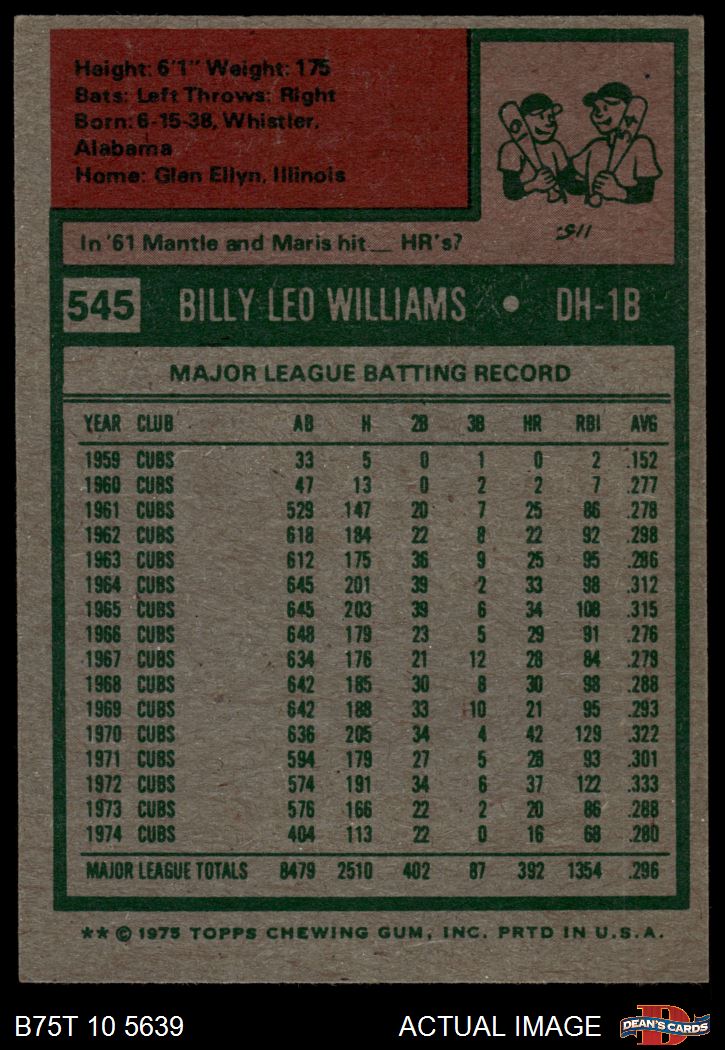 Height: 6'1" Weight: 175
Bats: Left Throws: Right
Born: 6-15-38, Whistler,
Alabama
Home: Glen Ellyn, Illinois
In '61 Mantle and Maris hit __ HR's?
115.
545 BILLY LEO WILLIAMS • DH-1B
MAJOR LEAGUE BATTING RECORD
YEAR CLUB AB H 2B 3B HR RBI AVG
1959 CUBS 33 5 0 1 0 2 .152
1960 CUBS 47 13 0 2 2 7 .277
1961 CUBS 529 147 20 7 25 86 .278
1962 CUBS 618 184 22 8 22 92 .298
1963 CUBS 612 175 36 9 25 95 .286
1964 CUBS 645 201 39 2 33 98 .312
1965 CUBS 645 203 39 6 34 108 .315
1966 CUBS 648 179 23 5 29 91 .276
1967 CUBS 634 176 21 12 28 84 .278
1968 CUBS 642 185 30 8 30 98 .288
1969 CUBS 642 188 33 10 21 95 .293
1970 CUBS 636 205 34 4 42 129 .322
1971 CUBS 594 179 27 5 28 93 .301
1972 CUBS 574 191 34 6 37 122 .333
1973 CUBS 576 166 22 2 20 86 .288
1974 CUBS 404 113 22 0 16 68 .280
MAJOR LEAGUE TOTALS 8479 2510 402 87 392 1354 .296
** © 1975 TOPPS CHEWING GUM, INC. PRTD IN U.S.A.
B75T 10 5639 ACTUAL IMAGE D DEAN'S CARDS